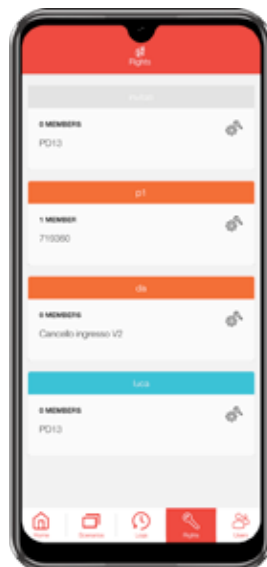 Rights
0 MEMBERS
PD13
p1
1 MEMBER
719360
da
0 MEMBERS
Cancello ingresso V2
luca
0 MEMBERS
PD13
Home
Scenarios
Logs
Rights
Users